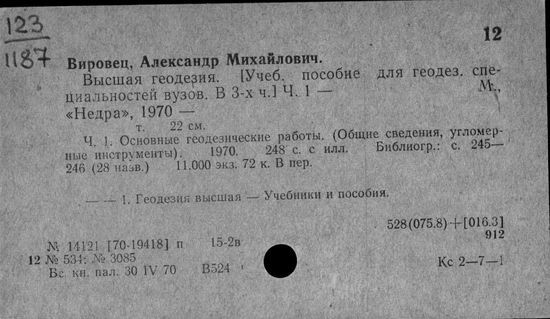 123
1187
12
Вировец, Александр Михайлович.
Высшая геодезия. [Учеб. пособие для геодез. спе-
циальностей вузов. В 3-х ч.] Ч. 1 — М.,
«Недра», 1970 —
т. 22 см.
Ч. 1. Основные геодезические работы. (Общие сведения, угломер-
ные инструменты). 1970. 248 с. с илл. Библиогр.: с. 245—
246 (28 назв.) 11.000 экз. 72 к. В пер.
— — 1. Геодезия высшая — Учебники и пособия.
528(075.8)+[016.3]
912
№ 14121 [70-19418] п 15-2в
12 № 534; № 3085
Вс. кн. пал. 30 IV 70 В524
Кс 2—7—1